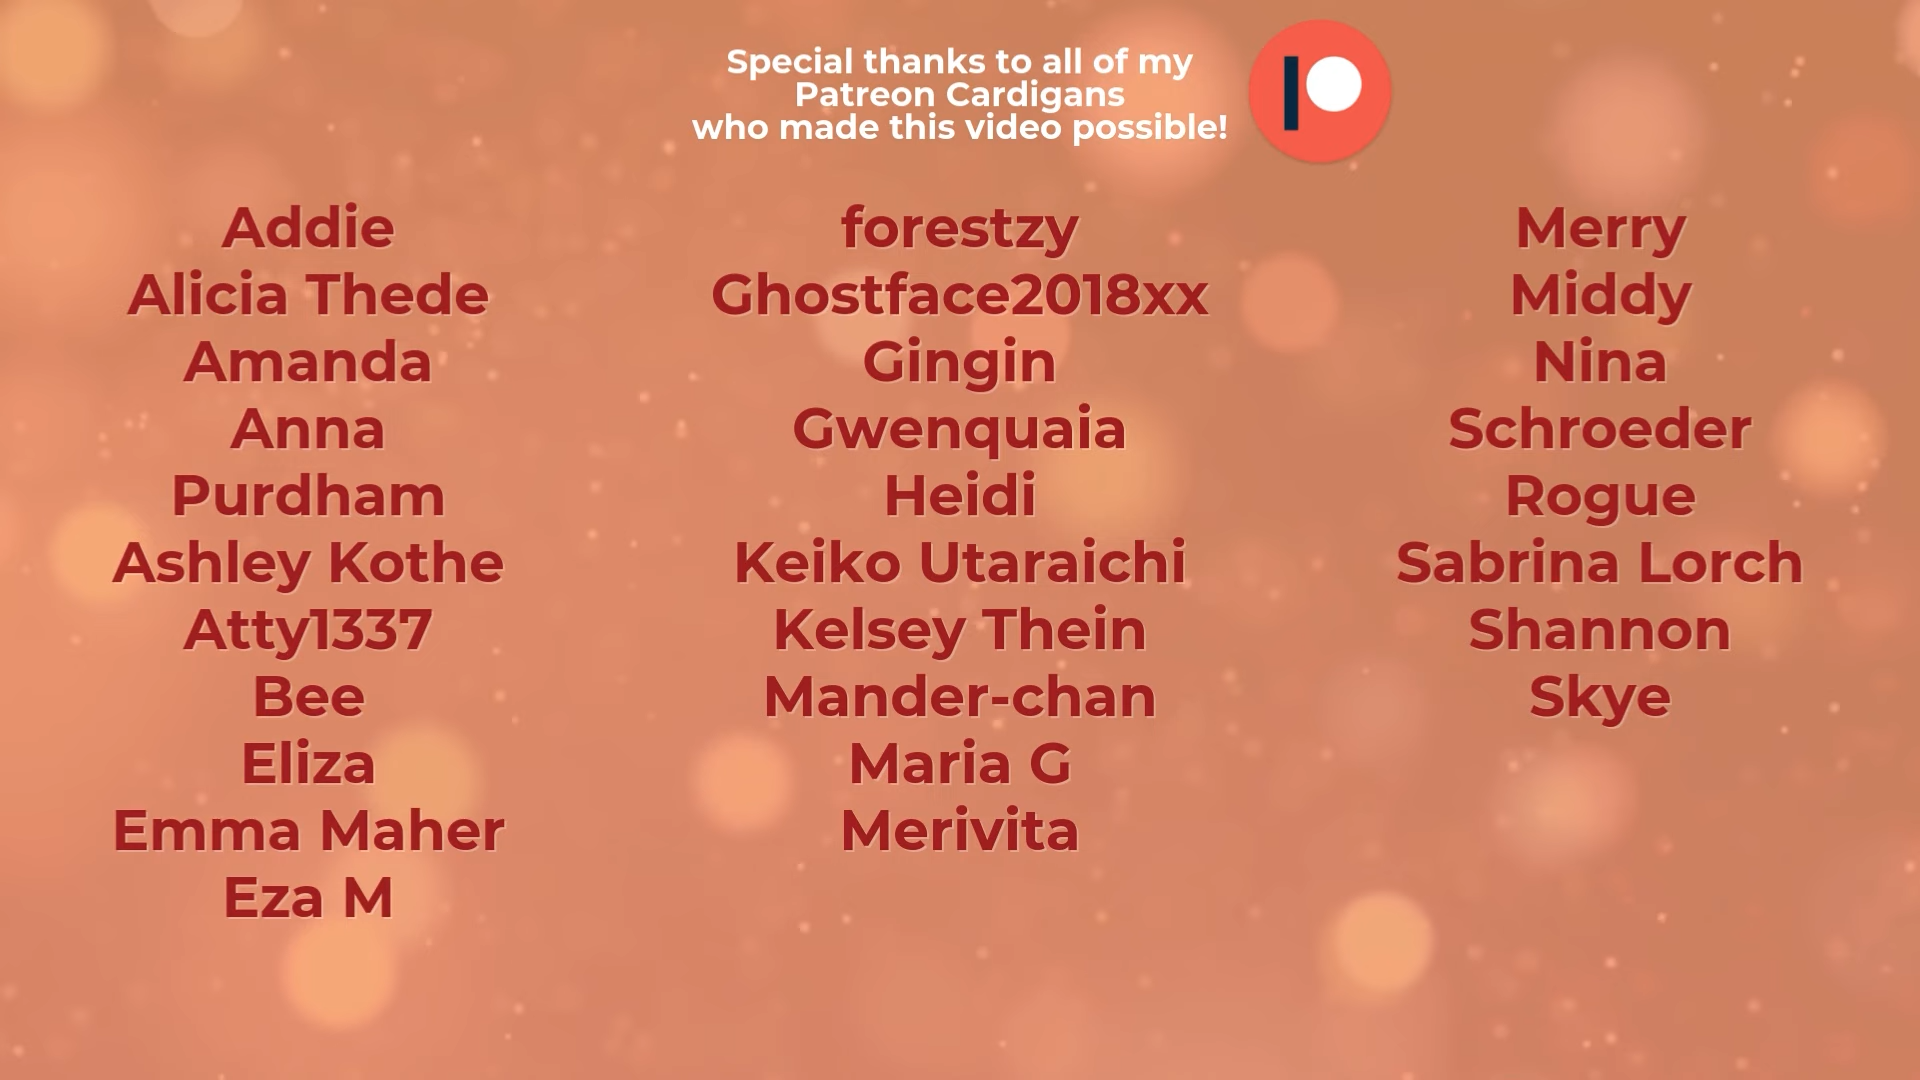 Special thanks to all of my
Patreon Cardigans
who made this video possible!
Addie
Alicia Thede
Amanda
Anna
Purdham
Ashley Kothe
Atty1337
Bee
Eliza
Emma Maher
Eza M
forestzy
Ghostface2018xx
Gingin
Gwenquaia
Heidi
Keiko Utaraichi
Kelsey Thein
Mander-chan
Maria G
Merivita
Merry
Middy
Nina
Schroeder
Rogue
Sabrina Lorch
Shannon
Skye